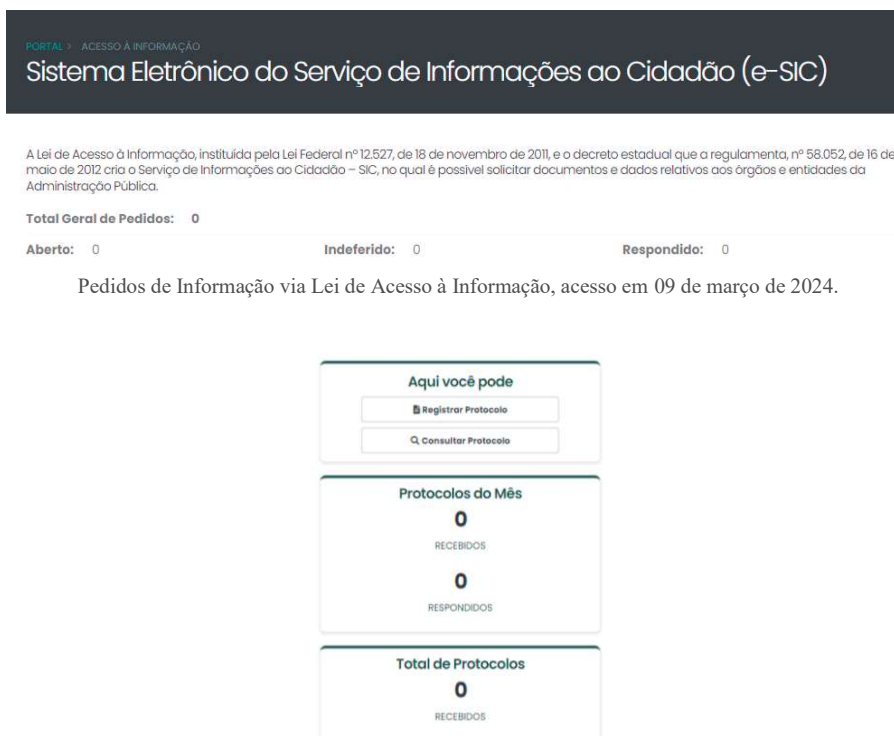 PORTAL > ACESSO À INFORMAÇÃO
Sistema Eletrônico do Serviço de Informações ao Cidadão (e-SIC)
A Lei de Acesso à Informação, instituída pela Lei Federal nº 12.527, de 18 de novembro de 2011, e o decreto estadual que a regulamenta, nº 58.052, de 16 de
maio de 2012 cria o Serviço de Informações ao Cidadão – SIC, no qual é possível solicitar documentos e dados relativos aos órgãos e entidades da
Administração Pública.
Total Geral de Pedidos: 0
Aberto: 0 Indeferido: 0 Respondido: 0
Pedidos de Informação via Lei de Acesso à Informação, acesso em 09 de março de 2024.
Aqui você pode
Registrar Protocolo
Consultar Protocolo
Protocolos do Mês
0
RECEBIDOS
0
RESPONDIDOS
Total de Protocolos
0
RECEBIDOS